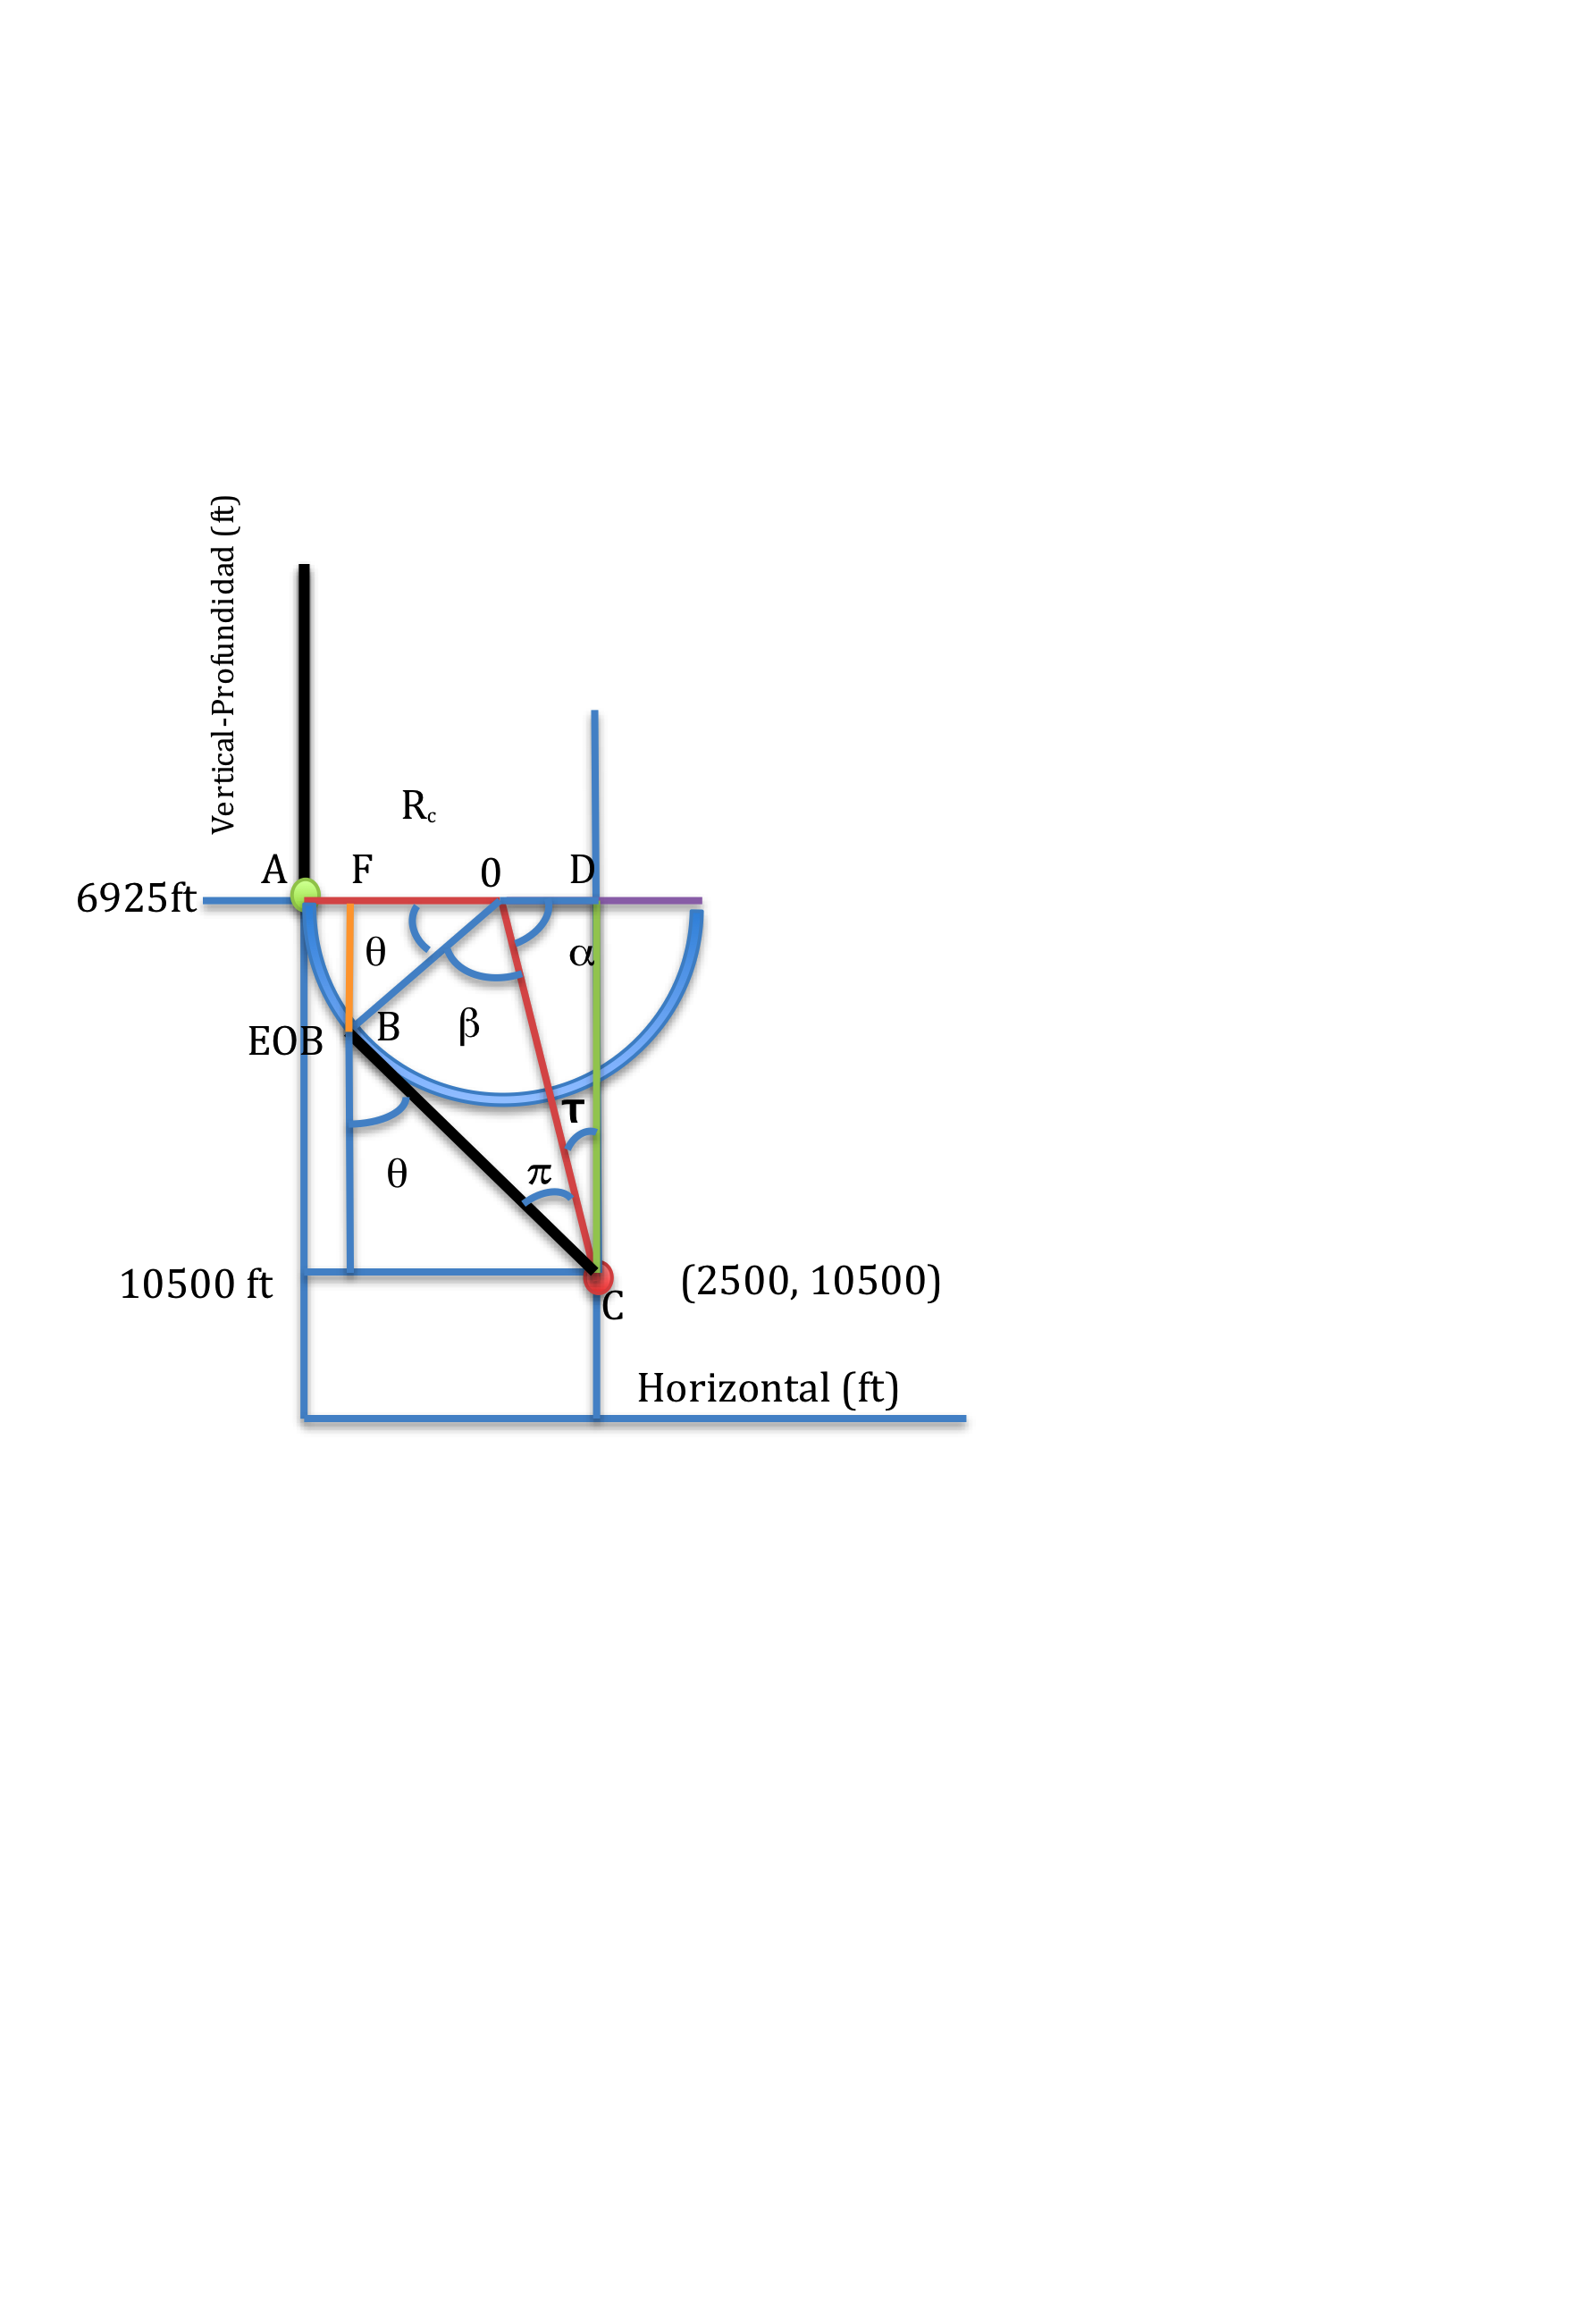 Vertical-Profundidad (ft)
Rc
A F 0 D
6925ft
θ α
EOB B β
τ
θ π
10500 ft (2500, 10500)
C
Horizontal (ft)